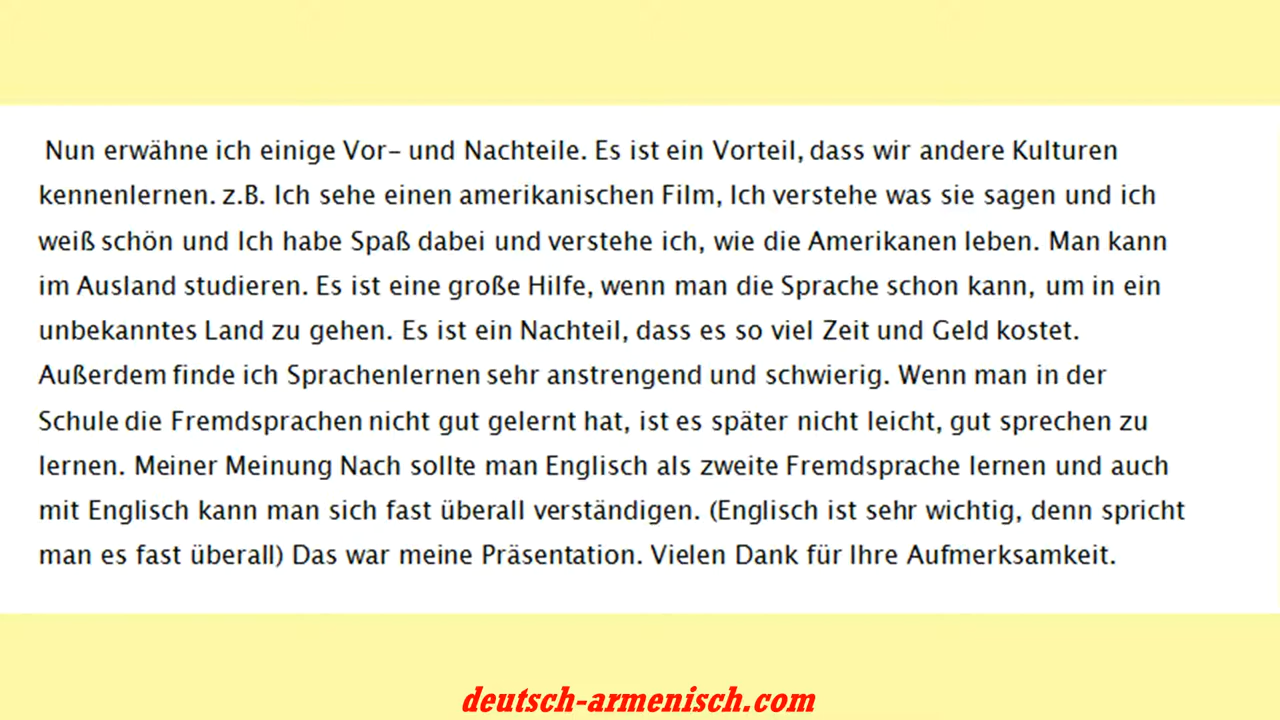 Nun erwähne ich einige Vor- und Nachteile. Es ist ein Vorteil, dass wir andere Kulturen
kennenlernen. z.B. Ich sehe einen amerikanischen Film, Ich verstehe was sie sagen und ich
weiß schön und Ich habe Spaß dabei und verstehe ich, wie die Amerikanen leben. Man kann
im Ausland studieren. Es ist eine große Hilfe, wenn man die Sprache schon kann, um in ein
unbekanntes Land zu gehen. Es ist ein Nachteil, dass es so viel Zeit und Geld kostet.
Außerdem finde ich Sprachenlernen sehr anstrengend und schwierig. Wenn man in der
Schule die Fremdsprachen nicht gut gelernt hat, ist es später nicht leicht, gut sprechen zu
lernen. Meiner Meinung Nach sollte man Englisch als zweite Fremdsprache lernen und auch
mit Englisch kann man sich fast überall verständigen. (Englisch ist sehr wichtig, denn spricht
man es fast überall) Das war meine Präsentation. Vielen Dank für Ihre Aufmerksamkeit.
deutsch-armenisch.com